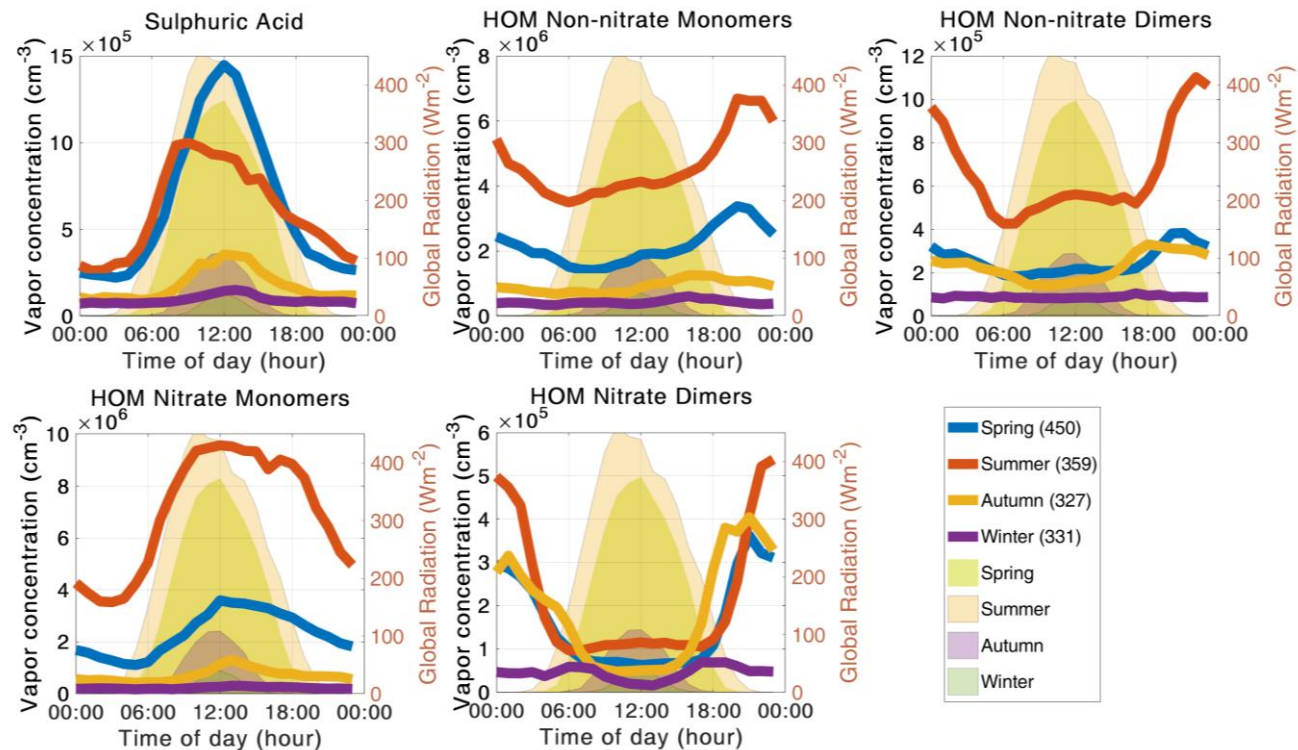 Sulphuric Acid
×10⁵
15
10
5
0
Vapor concentration (cm⁻³)
400
300
200
100
0
Global Radiation (Wm⁻²)
00:00 06:00 12:00 18:00 00:00
Time of day (hour)
HOM Non-nitrate Monomers
×10⁶
8
6
4
2
0
Vapor concentration (cm⁻³)
400
300
200
100
0
Global Radiation (Wm⁻²)
00:00 06:00 12:00 18:00 00:00
Time of day (hour)
HOM Non-nitrate Dimers
×10⁵
12
10
8
6
4
2
0
Vapor concentration (cm⁻³)
400
300
200
100
0
Global Radiation (Wm⁻²)
00:00 06:00 12:00 18:00 00:00
Time of day (hour)
HOM Nitrate Monomers
×10⁶
10
8
6
4
2
0
Vapor concentration (cm⁻³)
400
300
200
100
0
Global Radiation (Wm⁻²)
00:00 06:00 12:00 18:00 00:00
Time of day (hour)
HOM Nitrate Dimers
×10⁵
6
5
4
3
2
1
0
Vapor concentration (cm⁻³)
400
300
200
100
0
Global Radiation (Wm⁻²)
00:00 06:00 12:00 18:00 00:00
Time of day (hour)
Spring (450)
Summer (359)
Autumn (327)
Winter (331)
Spring
Summer
Autumn
Winter